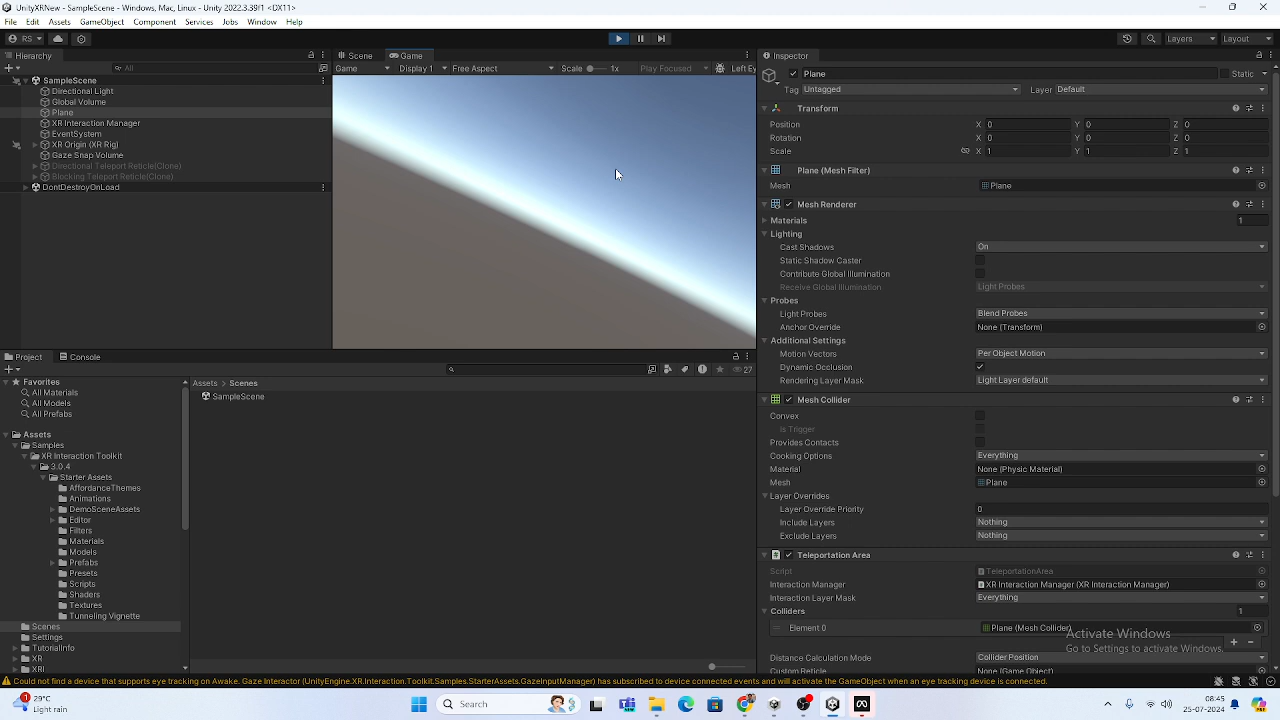 UnityXRNew - SampleScene - Windows, Mac, Linux - Unity 2022.3.39f1 <DX11>
File Edit Assets GameObject Component Services Jobs Window Help
RS Layers Layout
Hierarchy Scene Game Inspector
All
Game Display 1 Free Aspect Scale 1x Play Focused Left Ey
SampleScene
Directional Light
Global Volume
Plane
XR Interaction Manager
EventSystem
XR Origin (XR Rig)
Gaze Snap Volume
Directional Teleport Reticle(Clone)
Blocking Teleport Reticle(Clone)
DontDestroyOnLoad
Project Console
27
Favorites
All Materials
All Models
All Prefabs
Assets
Samples
XR Interaction Toolkit
3.0.4
Starter Assets
AffordanceThemes
Animations
DemoSceneAssets
Editor
Filters
Materials
Models
Prefabs
Presets
Scripts
Shaders
Textures
Tunneling Vignette
Scenes
Settings
TutorialInfo
XR
XRI
Assets > Scenes
SampleScene
Plane Static
Tag Untagged Layer Default
Transform
Position X 0 Y 0 Z 0
Rotation X 0 Y 0 Z 0
Scale X 1 Y 1 Z 1
Plane (Mesh Filter)
Mesh Plane
Mesh Renderer
Materials 1
Lighting
Cast Shadows On
Static Shadow Caster
Contribute Global Illumination
Receive Global Illumination Light Probes
Probes
Light Probes Blend Probes
Anchor Override None (Transform)
Additional Settings
Motion Vectors Per Object Motion
Dynamic Occlusion
Rendering Layer Mask Light Layer default
Mesh Collider
Convex
Is Trigger
Provides Contacts
Cooking Options Everything
Material None (Physic Material)
Mesh Plane
Layer Overrides
Layer Override Priority 0
Include Layers Nothing
Exclude Layers Nothing
Teleportation Area
Script TeleportationArea
Interaction Manager XR Interaction Manager (XR Interaction Manager)
Interaction Layer Mask Everything
Colliders 1
Element 0 Plane (Mesh Collider)
Activate Windows
Go to Settings to activate Windows.
Distance Calculation Mode Collider Position
Custom Reticle None (Game Object)
Could not find a device that supports eye tracking on Awake. Gaze Interactor (UnityEngine.XR.Interaction.Toolkit.Samples.StarterAssets.GazeInputManager) has subscribed to device connected events and will activate the GameObject when an eye tracking device is connected.
1
29°C
Light rain
Search
08:45
25-07-2024